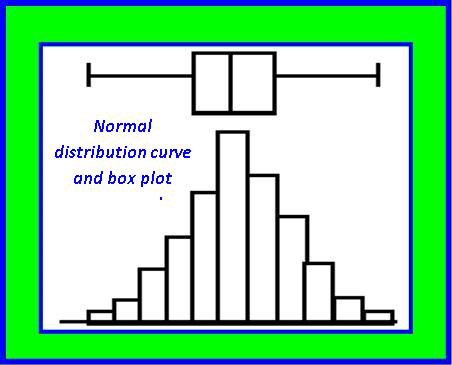 Normal
distribution curve
and box plot